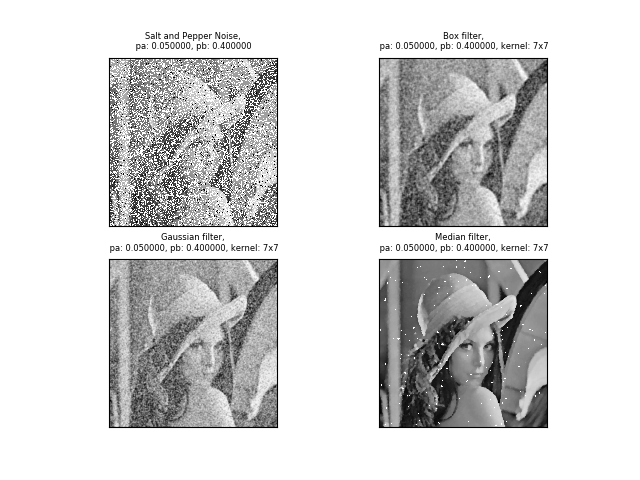 Salt and Pepper Noise,
pa: 0.050000, pb: 0.400000
Box filter,
pa: 0.050000, pb: 0.400000, kernel: 7x7
Gaussian filter,
pa: 0.050000, pb: 0.400000, kernel: 7x7
Median filter,
pa: 0.050000, pb: 0.400000, kernel: 7x7